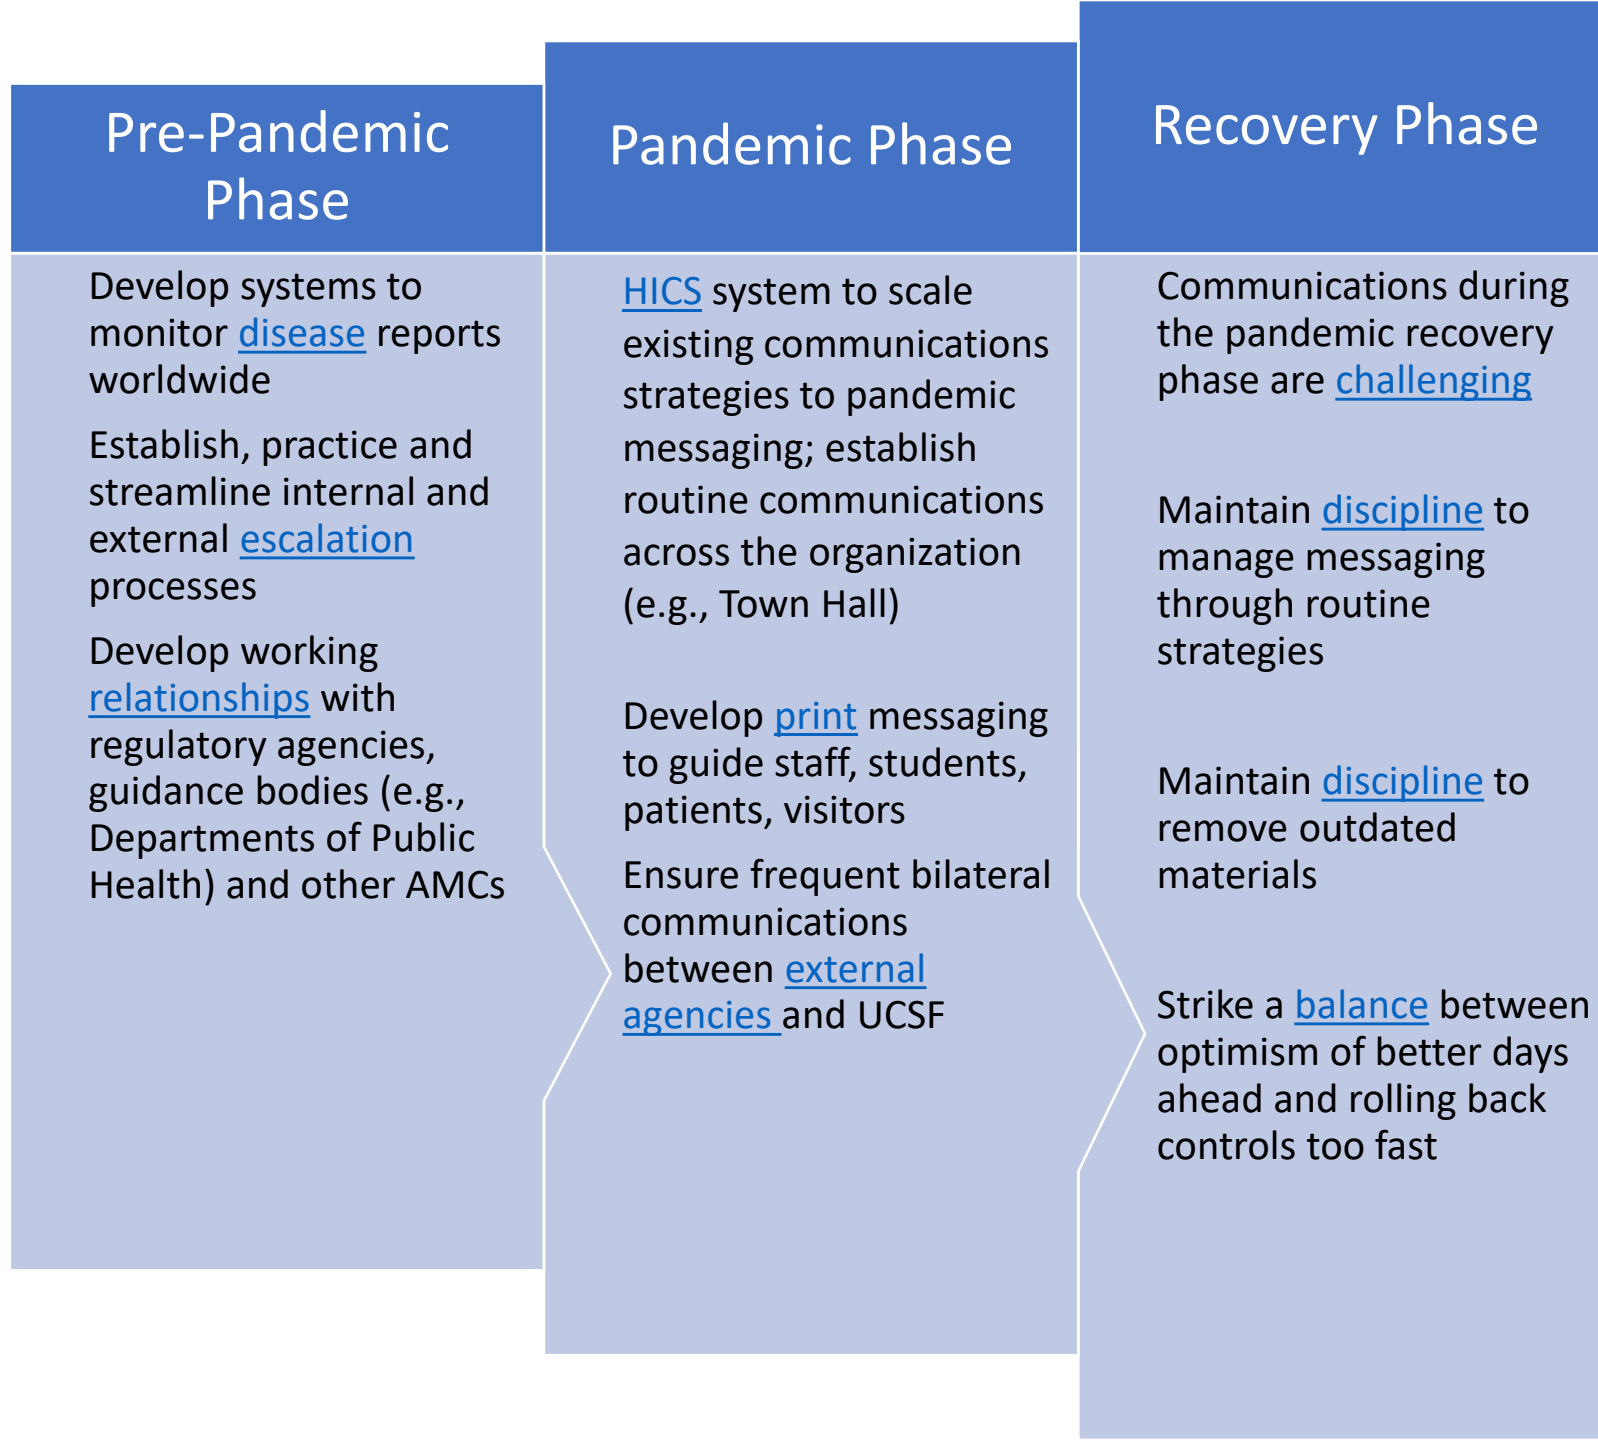 Pre-Pandemic
Phase
Develop systems to
monitor disease reports
worldwide
Establish, practice and
streamline internal and
external escalation
processes
Develop working
relationships with
regulatory agencies,
guidance bodies (e.g.,
Departments of Public
Health) and other AMCs
Pandemic Phase
HICS system to scale
existing communications
strategies to pandemic
messaging; establish
routine communications
across the organization
(e.g., Town Hall)
Develop print messaging
to guide staff, students,
patients, visitors
Ensure frequent bilateral
communications
between external
agencies and UCSF
Recovery Phase
Communications during
the pandemic recovery
phase are challenging
Maintain discipline to
manage messaging
through routine
strategies
Maintain discipline to
remove outdated
materials
Strike a balance between
optimism of better days
ahead and rolling back
controls too fast